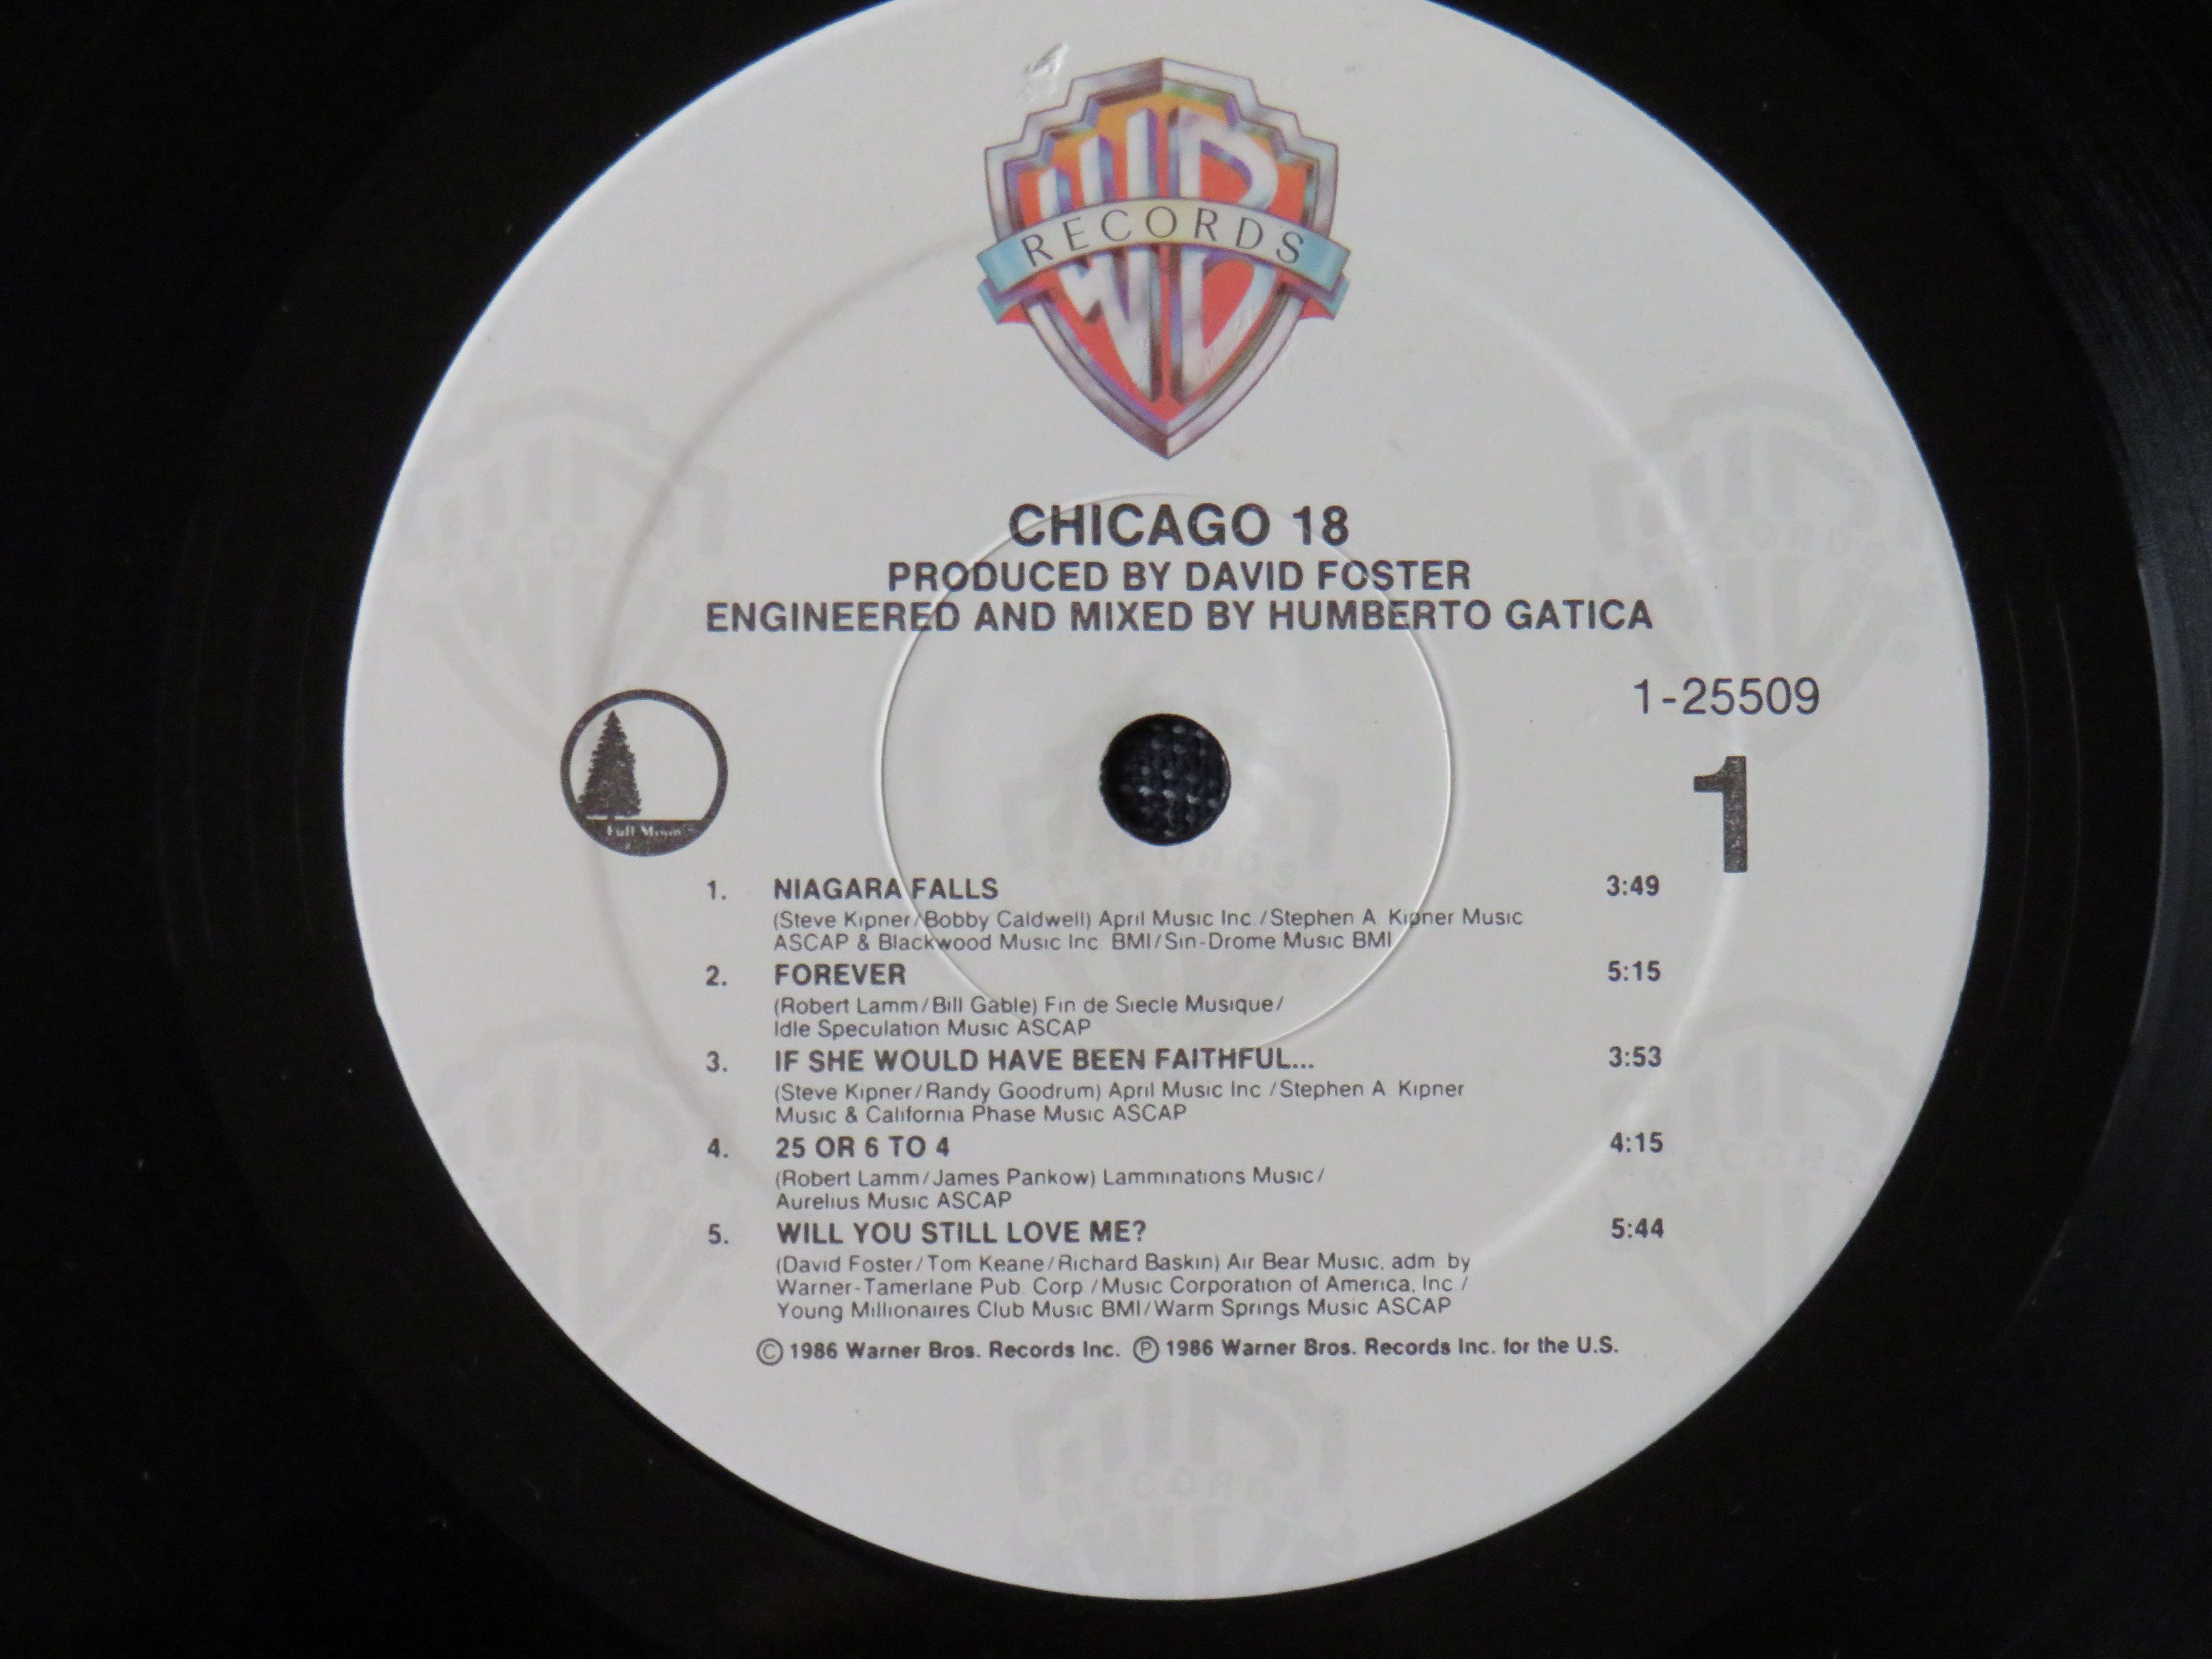 WB
RECORDS
CHICAGO 18
PRODUCED BY DAVID FOSTER
ENGINEERED AND MIXED BY HUMBERTO GATICA
1-25509
1
Full Moon
1. NIAGARA FALLS 3:49
(Steve Kipner/Bobby Caldwell) April Music Inc./Stephen A. Kipner Music
ASCAP & Blackwood Music Inc. BMI/Sin-Drome Music BMI
2. FOREVER 5:15
(Robert Lamm/Bill Gable) Fin de Siecle Musique/
Idle Speculation Music ASCAP
3. IF SHE WOULD HAVE BEEN FAITHFUL... 3:53
(Steve Kipner/Randy Goodrum) April Music Inc./Stephen A. Kipner
Music & California Phase Music ASCAP
4. 25 OR 6 TO 4 4:15
(Robert Lamm/James Pankow) Lamminations Music/
Aurelius Music ASCAP
5. WILL YOU STILL LOVE ME? 5:44
(David Foster/Tom Keane/Richard Baskin) Air Bear Music, adm. by
Warner-Tamerlane Pub. Corp./Music Corporation of America, Inc./
Young Millionaires Club Music BMI/Warm Springs Music ASCAP
© 1986 Warner Bros. Records Inc. ℗ 1986 Warner Bros. Records Inc. for the U.S.